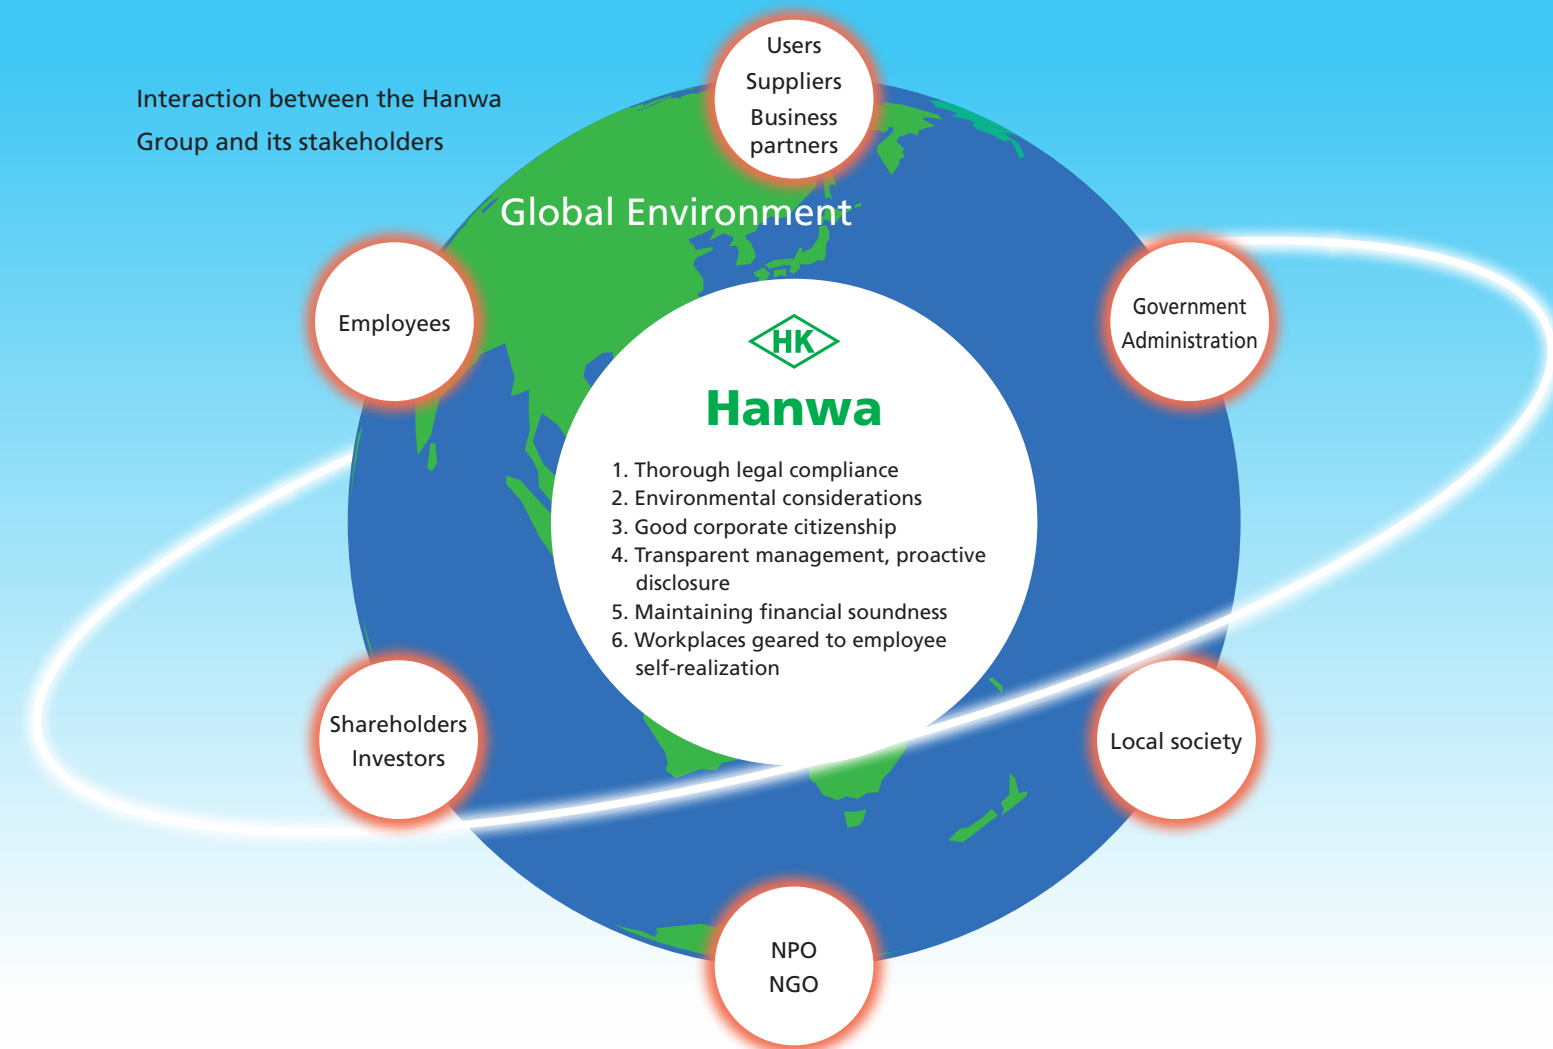 Interaction between the Hanwa
Group and its stakeholders
Users
Suppliers
Business
partners
Global Environment
Employees
Government
Administration
HK
Hanwa
1. Thorough legal compliance
2. Environmental considerations
3. Good corporate citizenship
4. Transparent management, proactive
disclosure
5. Maintaining financial soundness
6. Workplaces geared to employee
self-realization
Shareholders
Investors
Local society
NPO
NGO